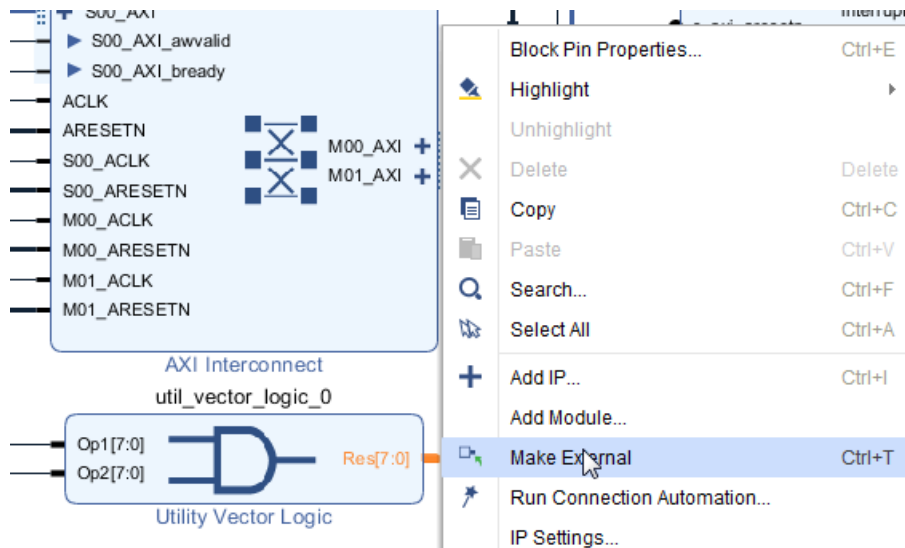 S00_AXI
S00_AXI_awvalid
S00_AXI_bready
ACLK
ARESETN
S00_ACLK
S00_ARESETN
M00_ACLK
M00_ARESETN
M01_ACLK
M01_ARESETN
M00_AXI
M01_AXI
AXI Interconnect
util_vector_logic_0
Op1[7:0]
Op2[7:0]
Res[7:0]
Utility Vector Logic
Block Pin Properties... Ctrl+E
Highlight
Unhighlight
Delete Delete
Copy Ctrl+C
Paste Ctrl+V
Search... Ctrl+F
Select All Ctrl+A
Add IP... Ctrl+I
Add Module...
Make External Ctrl+T
Run Connection Automation...
IP Settings...